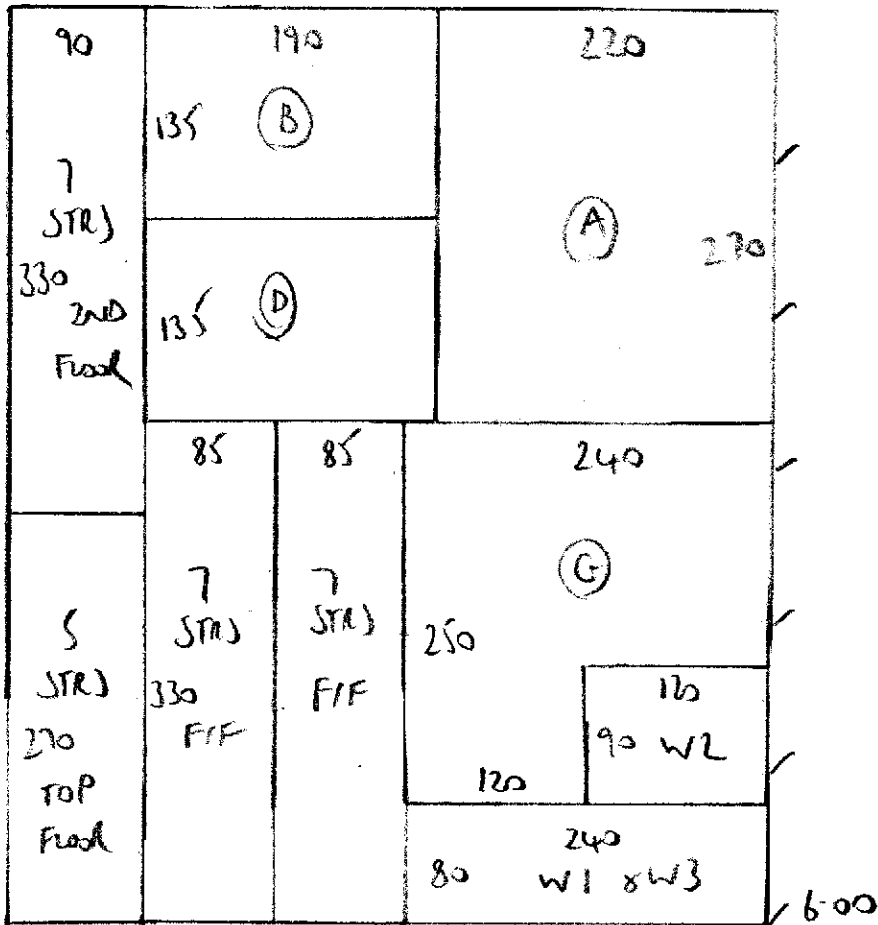 90
190
220
135
B
A
270
7
STRS
330
2ND
Floor
135
D
85
85
240
G
7
STRS
330
F/F
7
STRS
F/F
250
5
STRS
270
TOP
Floor
120
90 W2
120
240
80 W1 & W3
6.00